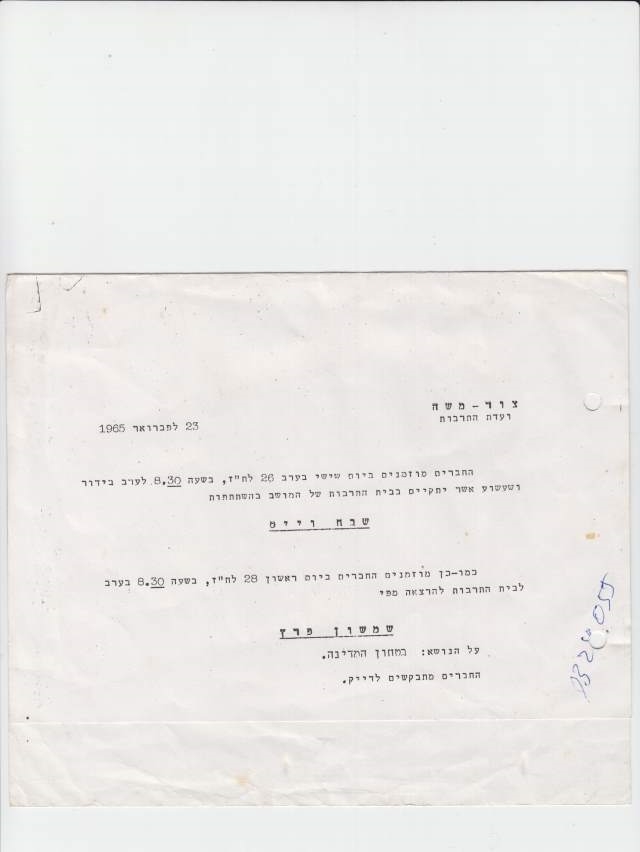 צור - משה
ועדת התרבות
23 לפברואר 1965
החברים מוזמנים ביום שישי בערב 26 לח"ז, בשעה 8.30 לערב בידור
ושעשוע אשר יתקיים בבית התרבות של המושב בהשתתפות
שבח וייס
כמו-כן מוזמנים החברים ביום ראשון 28 לח"ז, בשעה 8.30 בערב
לבית התרבות להרצאה מפי
שמשון פרץ
על הנושא: במחון המדינה.
החברים מתבקשים לדייק.